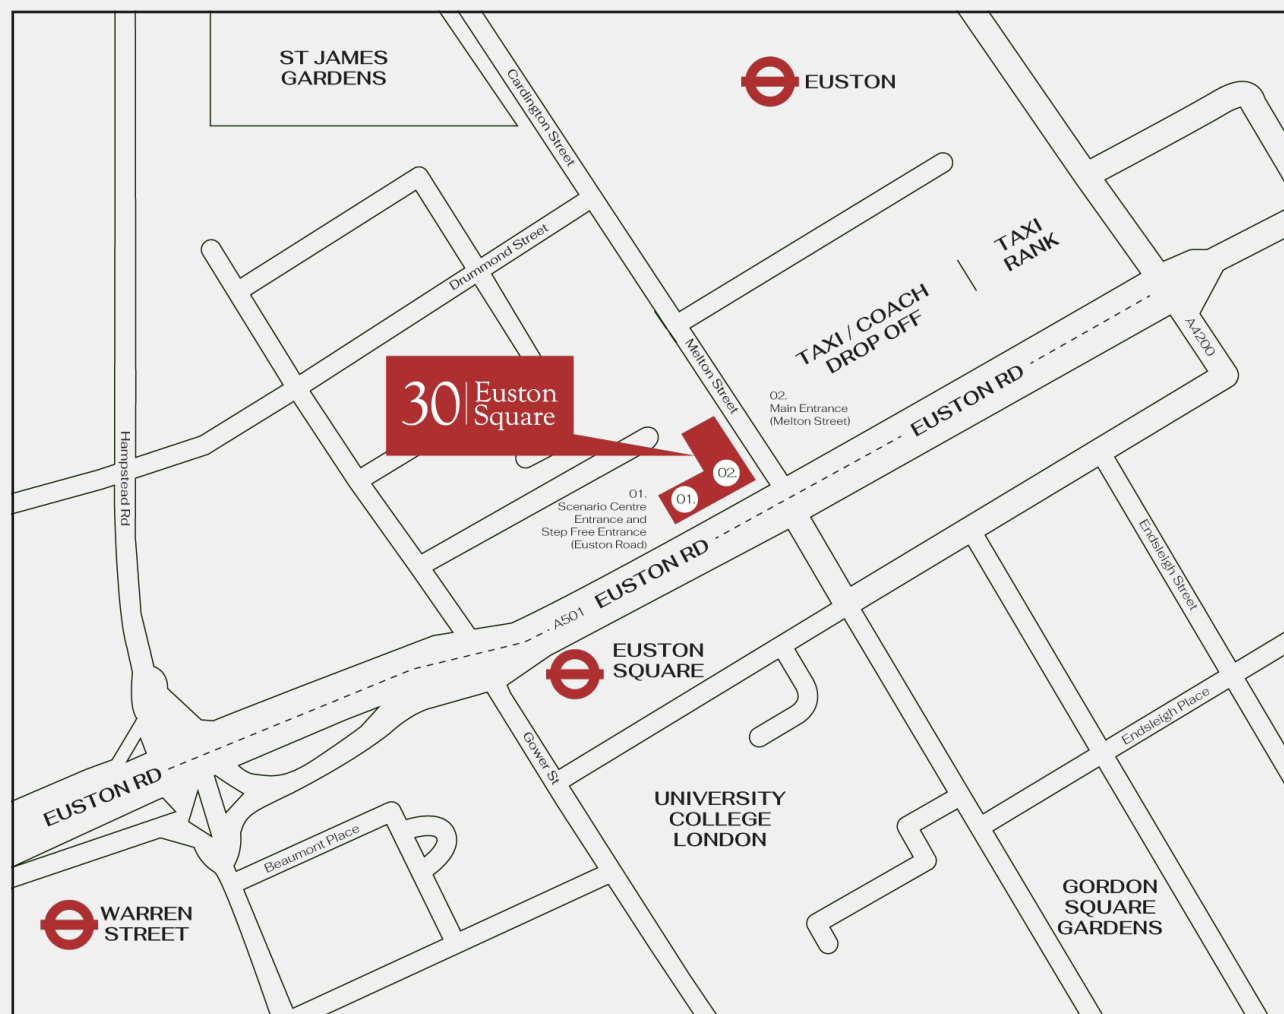 ST JAMES
GARDENS
EUSTON
Cardington Street
TAXI
RANK
Drummond Street
TAXI / COACH
DROP OFF
A4200
Melton Street
30 Euston
Square
02.
Main Entrance
(Melton Street)
EUSTON RD
Hampstead Rd
02.
01.
01.
Scenario Centre
Entrance and
Step Free Entrance
(Euston Road)
EUSTON RD
A501
Endsleigh Street
EUSTON
SQUARE
Endsleigh Place
Gower St
EUSTON RD
UNIVERSITY
COLLEGE
LONDON
Beaumont Place
GORDON
SQUARE
GARDENS
WARREN
STREET